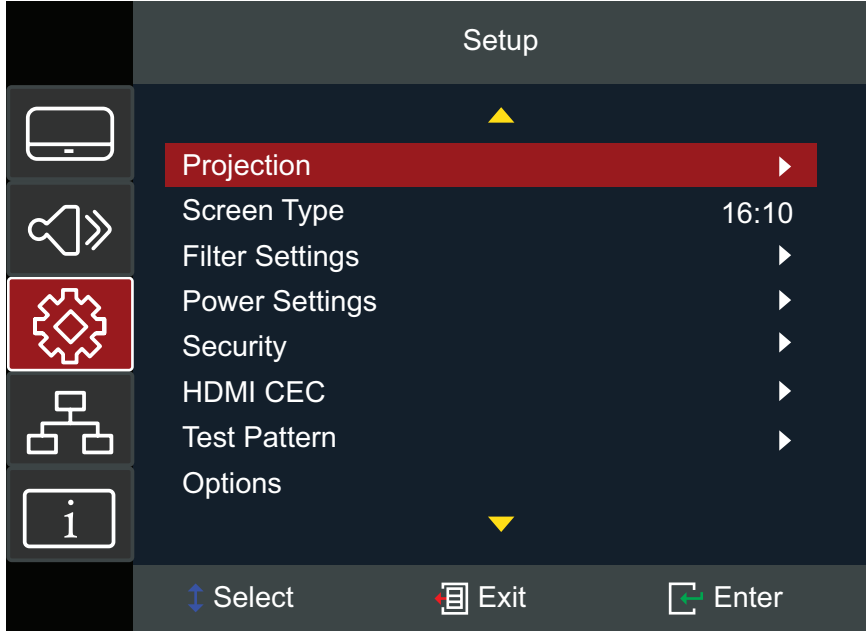 Setup
Projection
Screen Type 16:10
Filter Settings
Power Settings
Security
HDMI CEC
Test Pattern
Options
i
Select Exit Enter